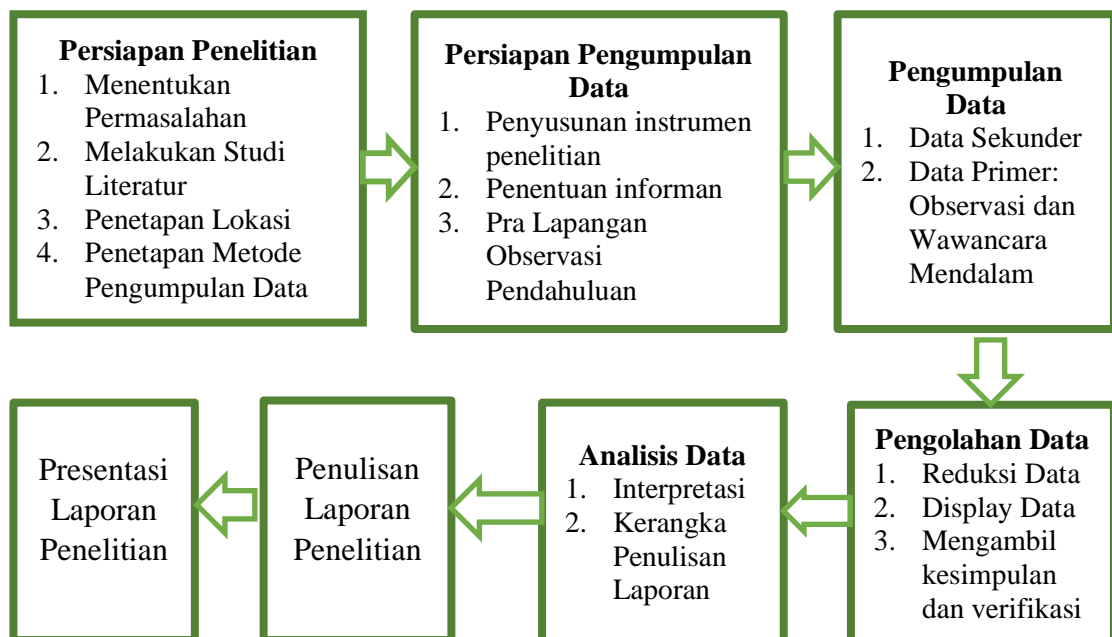 Persiapan Penelitian
1. Menentukan
Permasalahan
2. Melakukan Studi
Literatur
3. Penetapan Lokasi
4. Penetapan Metode
Pengumpulan Data
Persiapan Pengumpulan
Data
1. Penyusunan instrumen
penelitian
2. Penentuan informan
3. Pra Lapangan
Observasi
Pendahuluan
Pengumpulan
Data
1. Data Sekunder
2. Data Primer:
Observasi dan
Wawancara
Mendalam
Pengolahan Data
1. Reduksi Data
2. Display Data
3. Mengambil
kesimpulan
dan verifikasi
Analisis Data
1. Interpretasi
2. Kerangka
Penulisan
Laporan
Penulisan
Laporan
Penelitian
Presentasi
Laporan
Penelitian